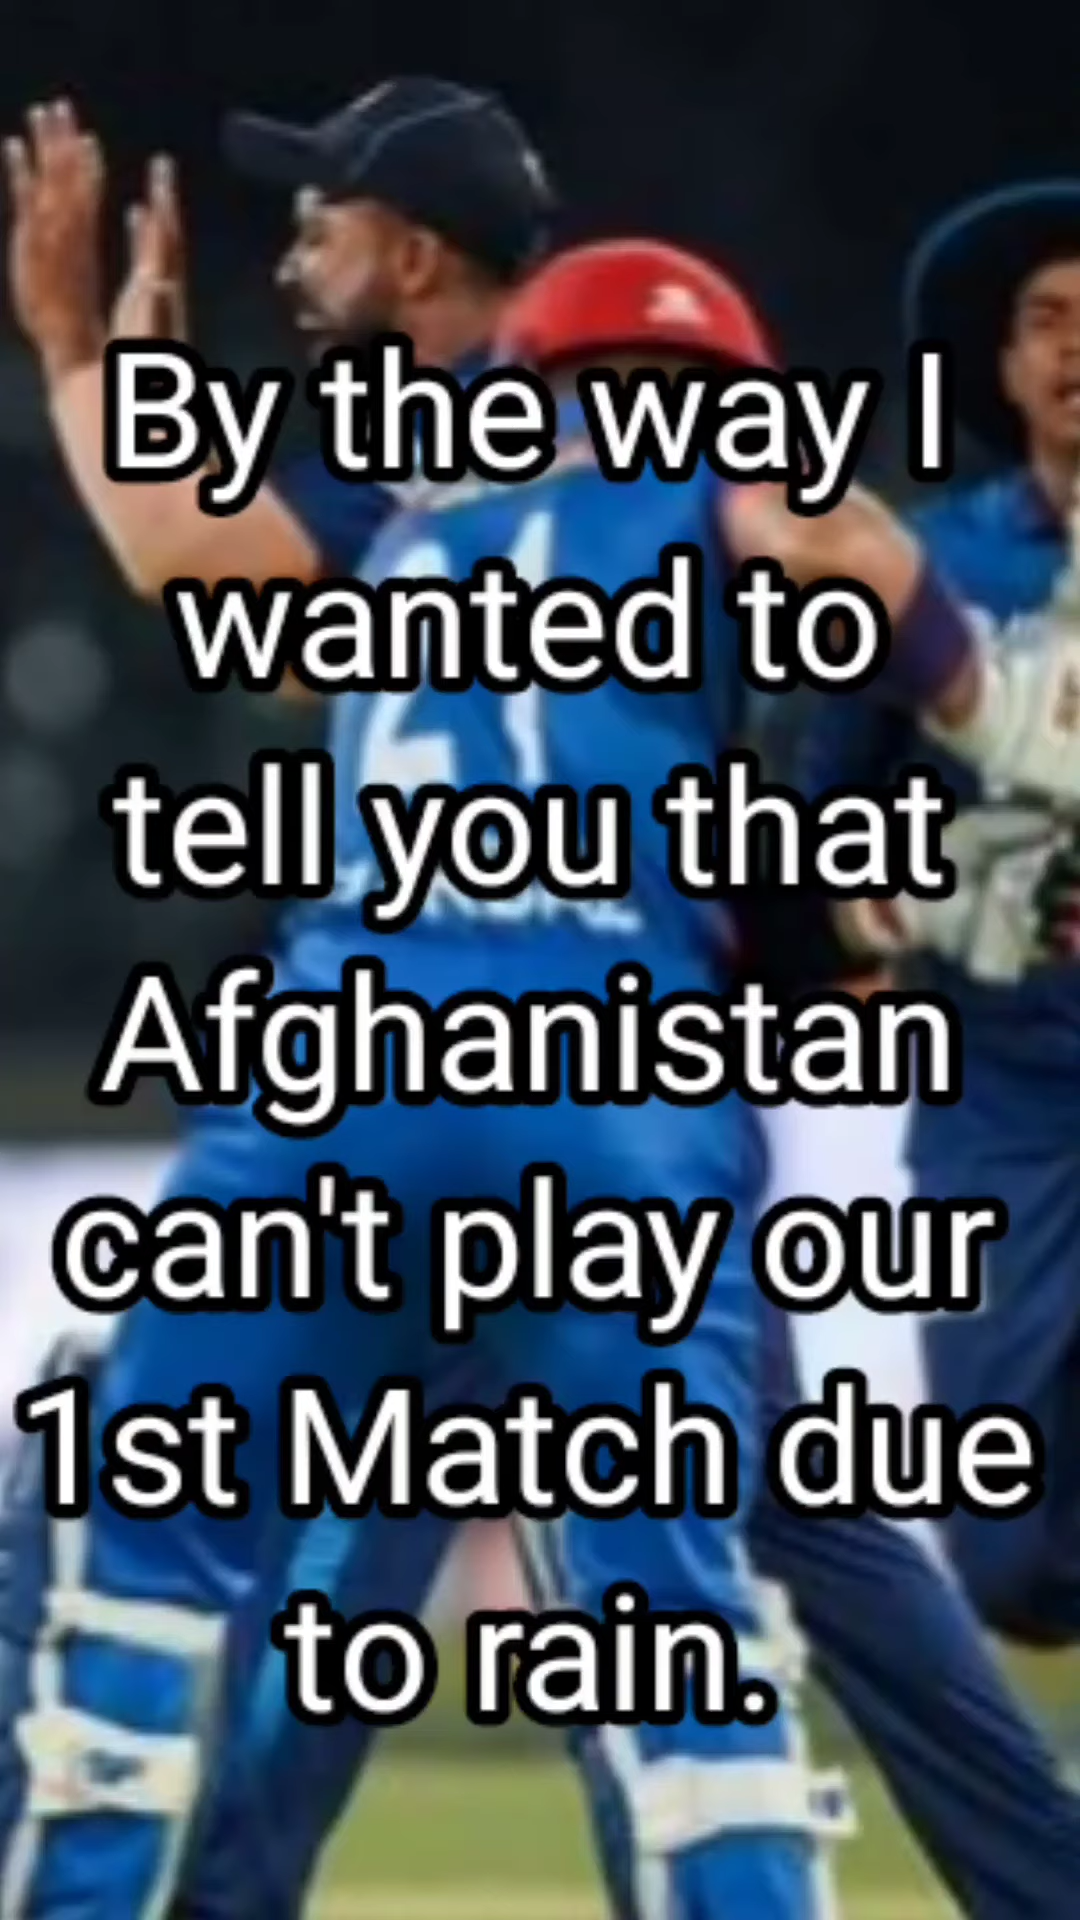 By the way I
wanted to
tell you that
Afghanistan
can't play our
1st Match due
to rain.